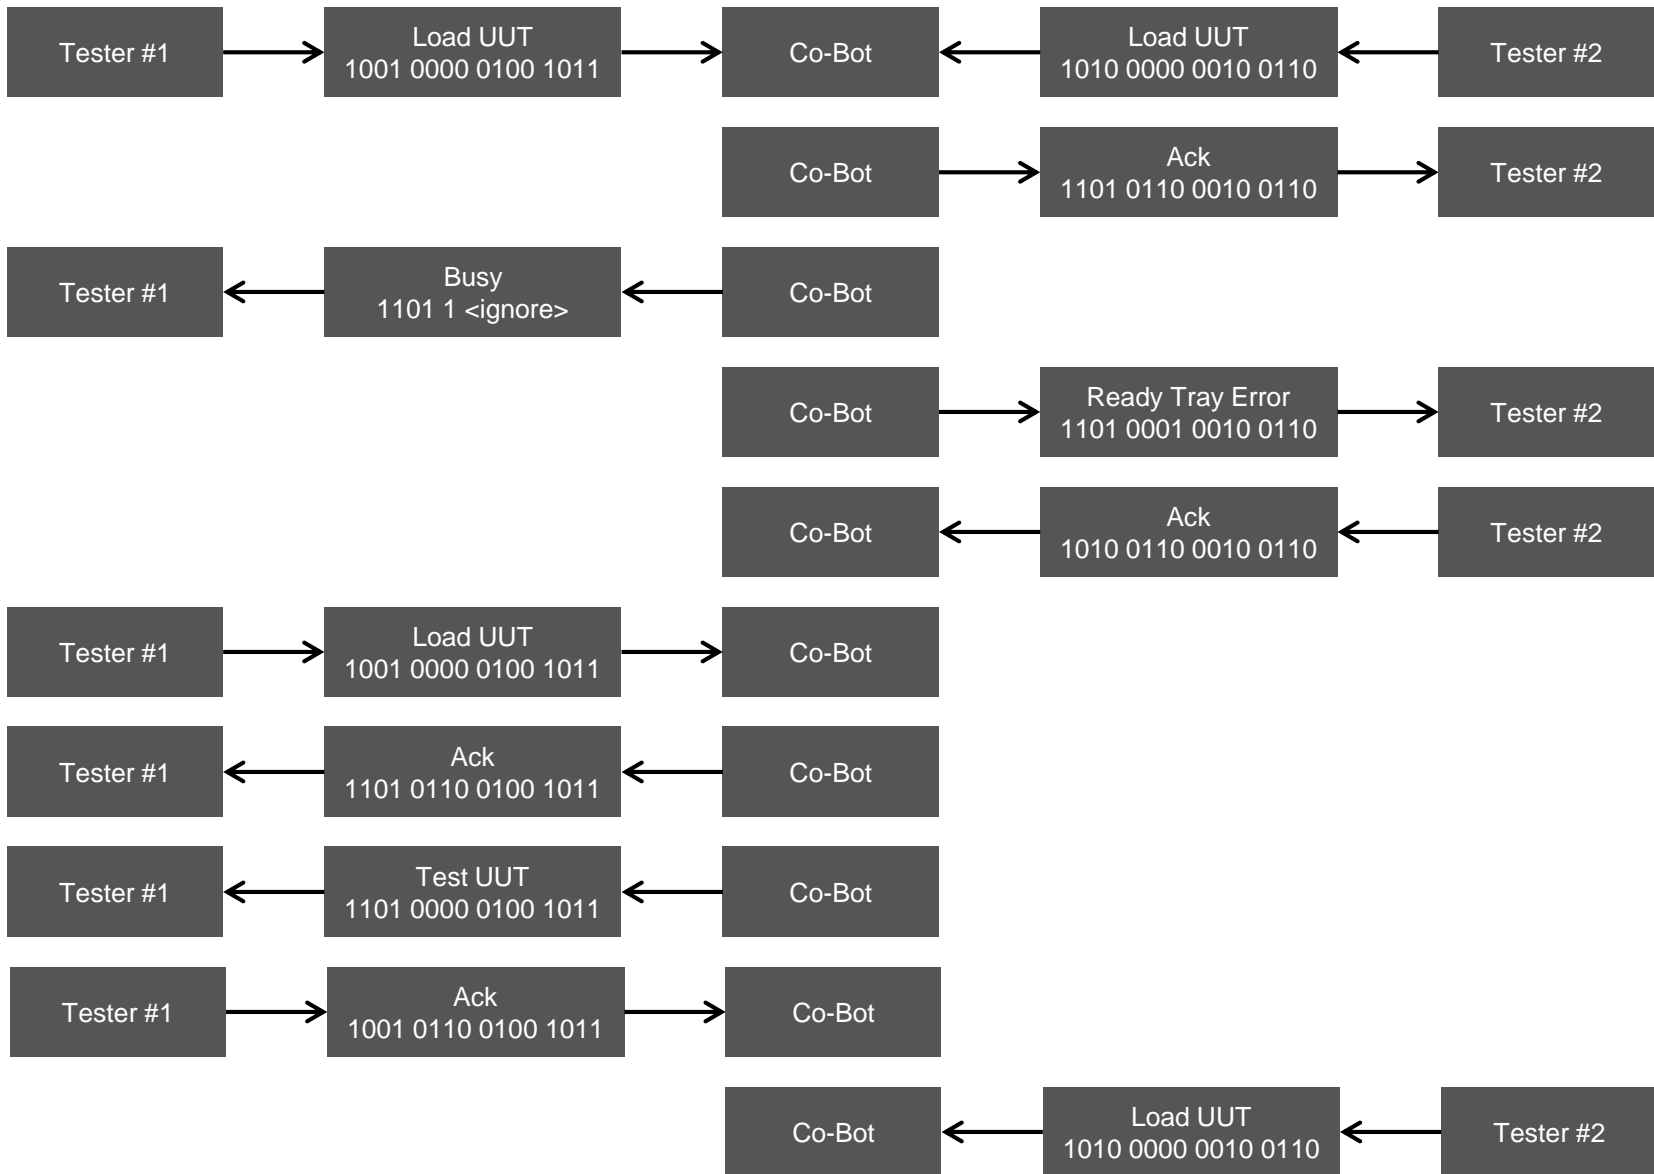 Tester #1
Load UUT
1001 0000 0100 1011
Co-Bot
Load UUT
1010 0000 0010 0110
Tester #2
Co-Bot
Ack
1101 0110 0010 0110
Tester #2
Tester #1
Busy
1101 1 <ignore>
Co-Bot
Co-Bot
Ready Tray Error
1101 0001 0010 0110
Tester #2
Co-Bot
Ack
1010 0110 0010 0110
Tester #2
Tester #1
Load UUT
1001 0000 0100 1011
Co-Bot
Tester #1
Ack
1101 0110 0100 1011
Co-Bot
Tester #1
Test UUT
1101 0000 0100 1011
Co-Bot
Tester #1
Ack
1001 0110 0100 1011
Co-Bot
Co-Bot
Load UUT
1010 0000 0010 0110
Tester #2